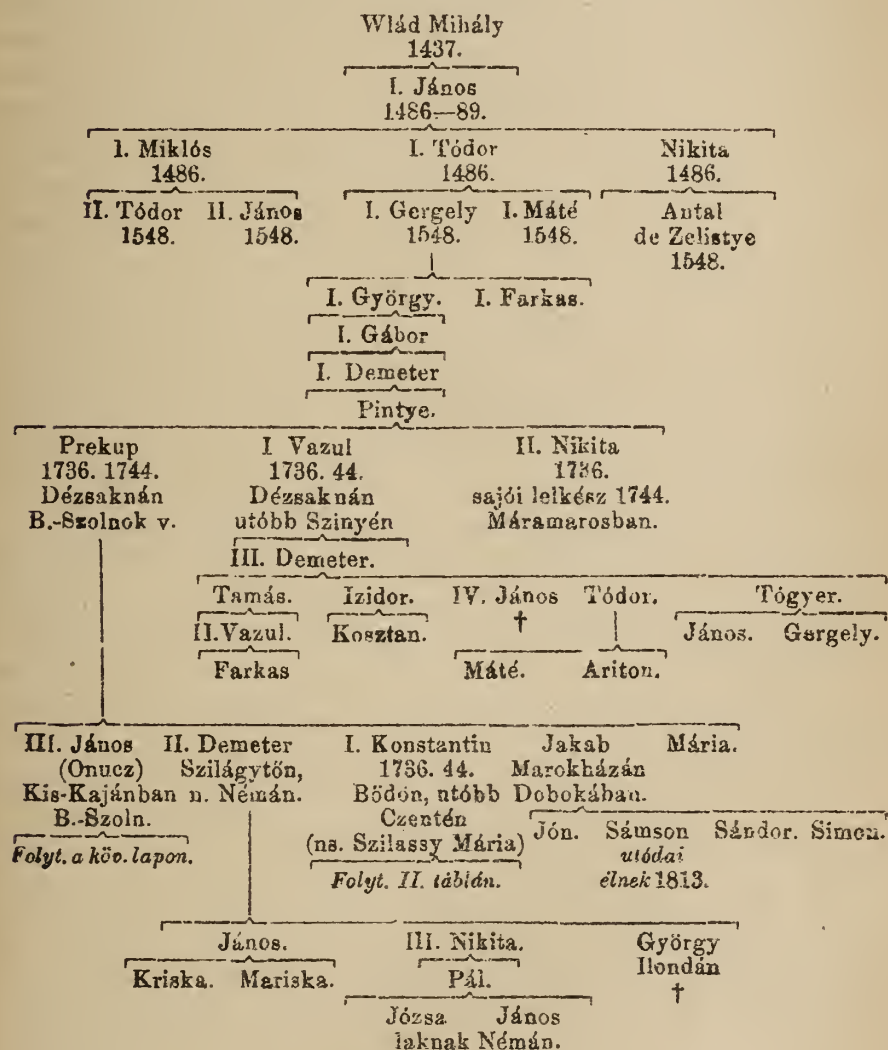 Wlád Mihály
1437.
I. János
1486—89.
1. Miklós I. Tódor Nikita
1486. 1486. 1486.
II. Tódor II. János I. Gergely I. Máté Antal
1548. 1548. 1548. 1548. de Zelistye
1548.
I. György. I. Farkas.
I. Gábor
I. Demeter
Pintye.
Prekup I Vazul II. Nikita
1736. 1744. 1736. 44. 1736.
Dézsaknán Dézsaknán sajói lelkész 1744.
B.-Szolnok v. utóbb Szinyén Máramarosban.
III. Demeter.
Tamás. Izidor. IV. János Tódor. Tógyer.
II. Vazul. Kosztan. † János. Gergely.
Farkas Máté. Ariton.
III. János II. Demeter I. Konstantin Jakab Mária.
(Onucz) Szilágytőn, 1736. 44. Marokházán
Kis-Kajánban n. Némán. Bödön, utóbb Dobokában.
B.-Szoln. Czentén
(ns. Szilassy Mária) Jón. Sámson Sándor. Simon.
Folyt. a köv. lapon. Folyt. II. táblán. utódai
élnek 1813.
János. III. Nikita. György
Kriska. Mariska. Pál. Ilondán
†
Józsa János
laknak Némán.